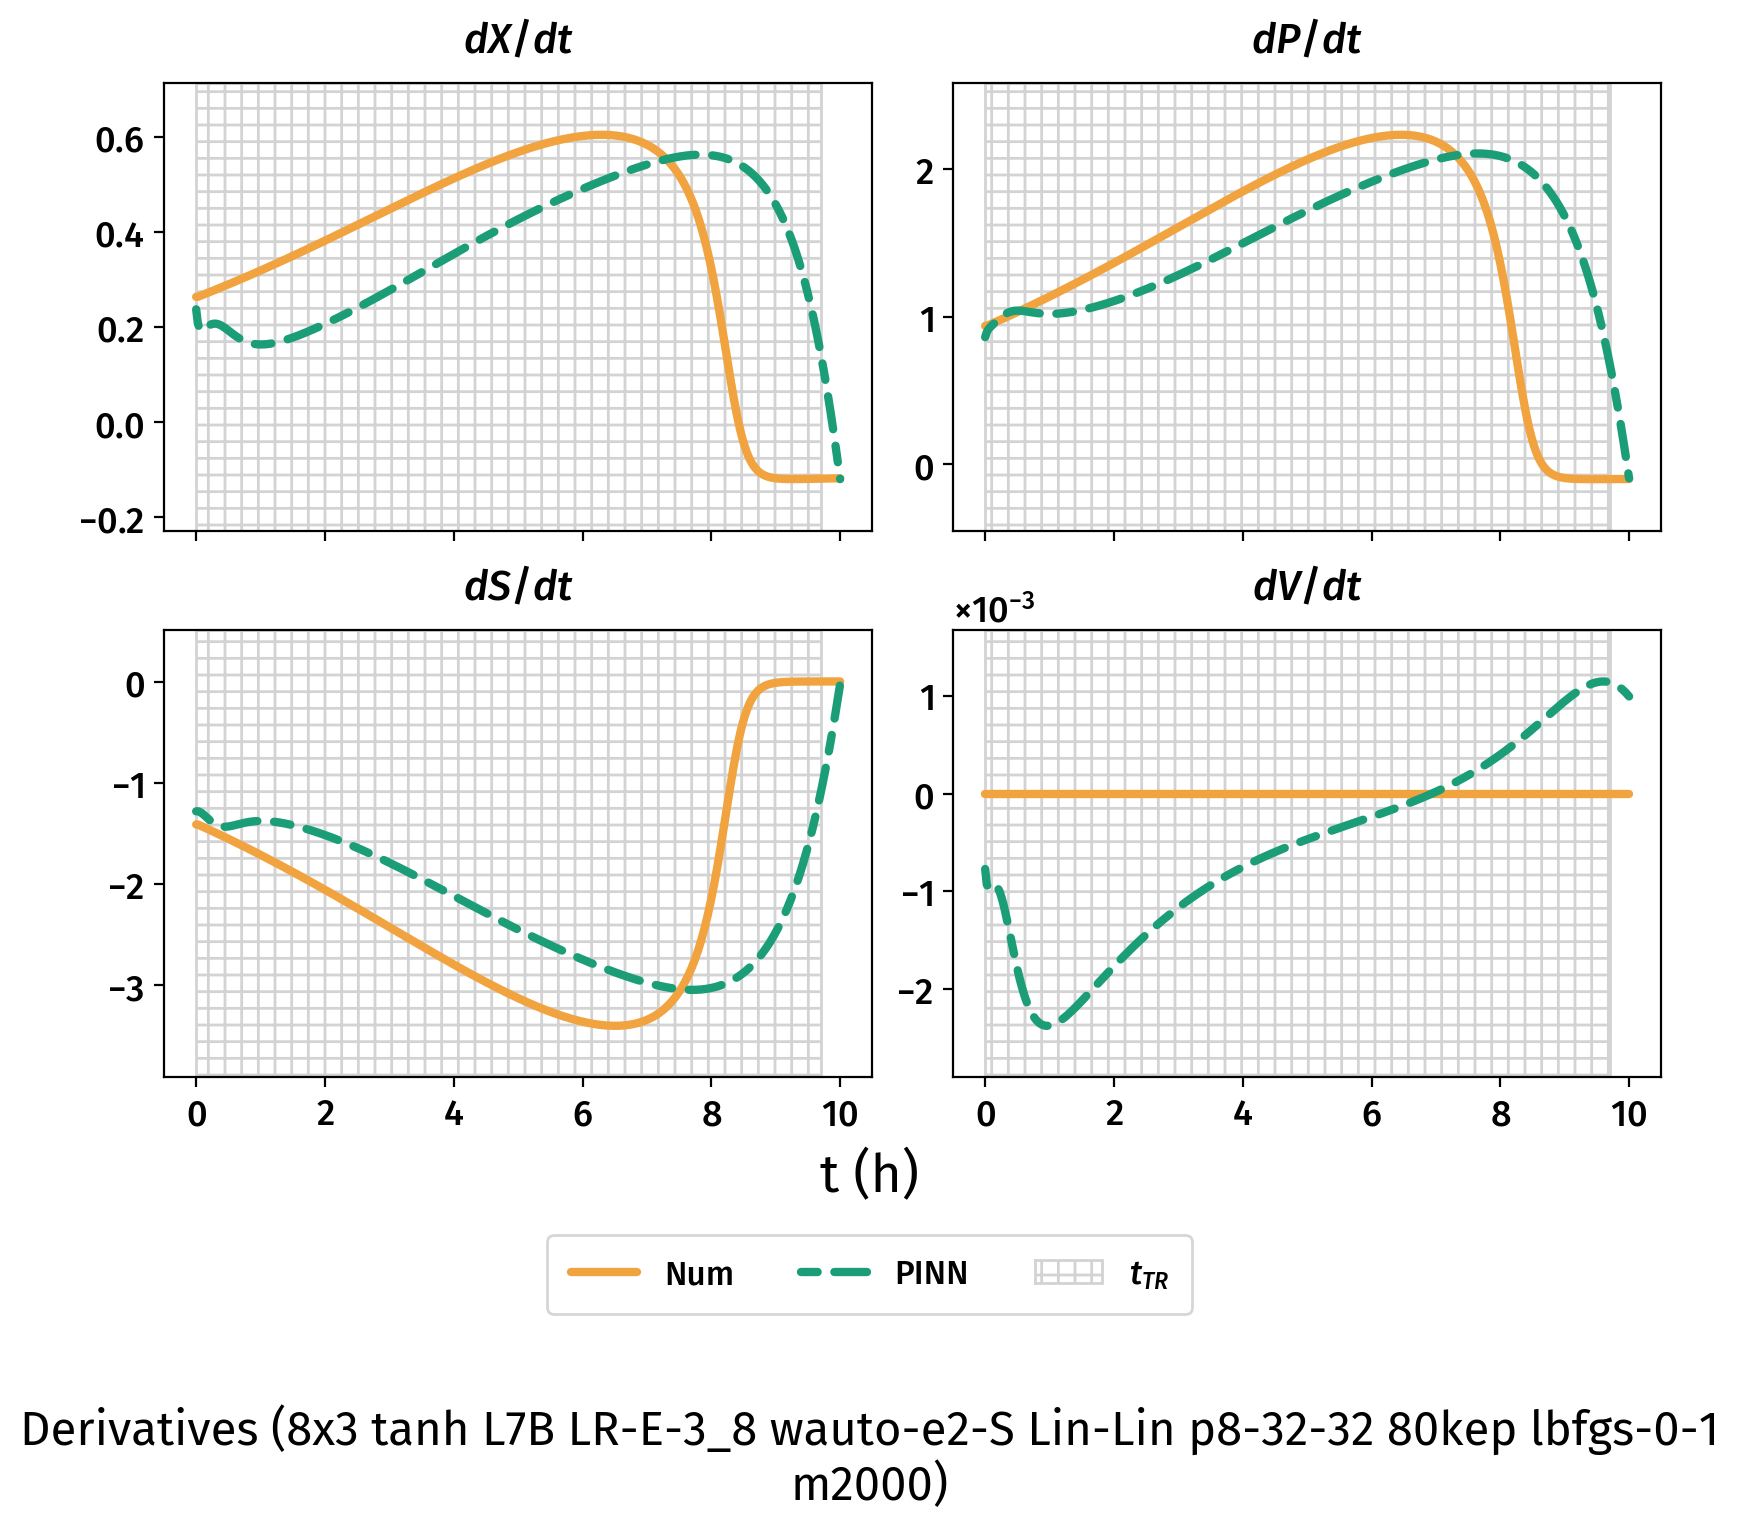 dX/dt
dP/dt
0.6
0.4
0.2
0.0
−0.2
2
1
0
dS/dt
dV/dt
×10⁻³
0
−1
−2
−3
1
0
−1
−2
0 2 4 6 8 10
0 2 4 6 8 10
t (h)
Num PINN t_TR
Derivatives (8x3 tanh L7B LR-E-3_8 wauto-e2-S Lin-Lin p8-32-32 80kep lbfgs-0-1
m2000)